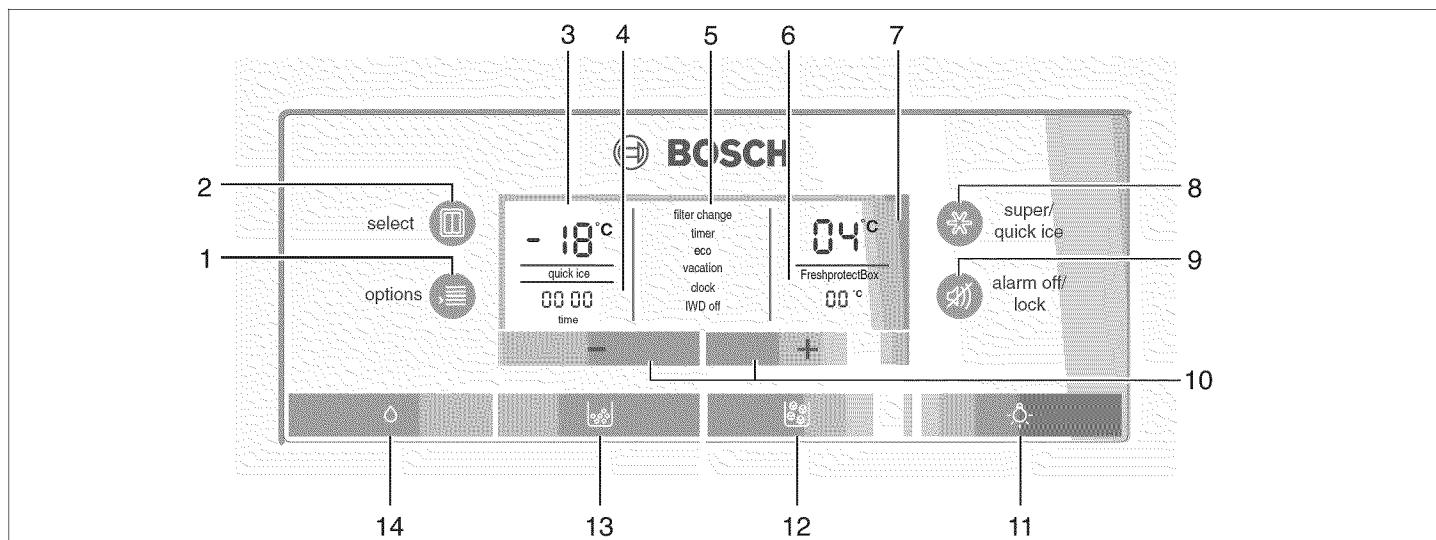 3 4 5 6 7
BOSCH
2
select
1
options
-18°C
quick ice
00 00
time
filter change
timer
eco
vacation
clock
IWD off
04°C
FreshprotectBox
00°C
8
super/
quick ice
9
alarm off/
lock
- +
10
14 13 12 11